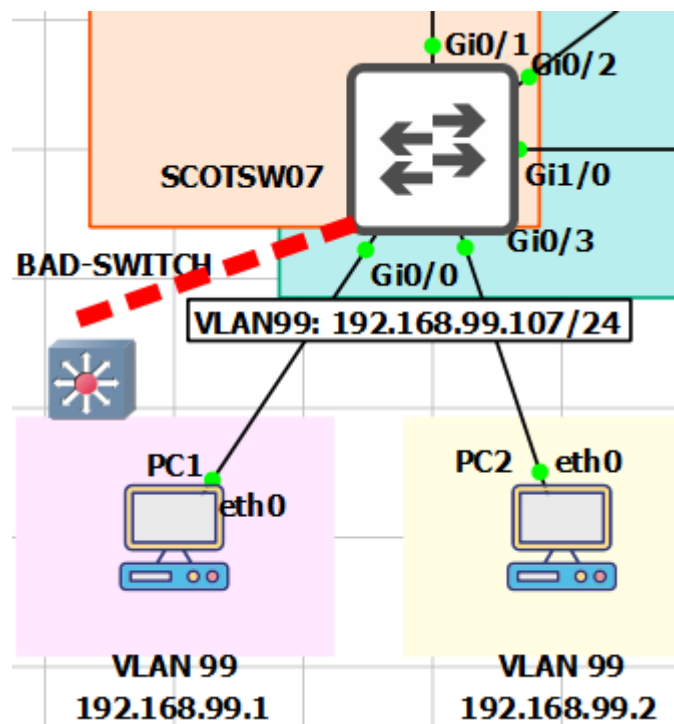 Gi0/1
Gi0/2
SCOTSW07
Gi1/0
Gi0/3
BAD-SWITCH
Gi0/0
VLAN99: 192.168.99.107/24
PC1
eth0
PC2
eth0
VLAN 99
192.168.99.1
VLAN 99
192.168.99.2